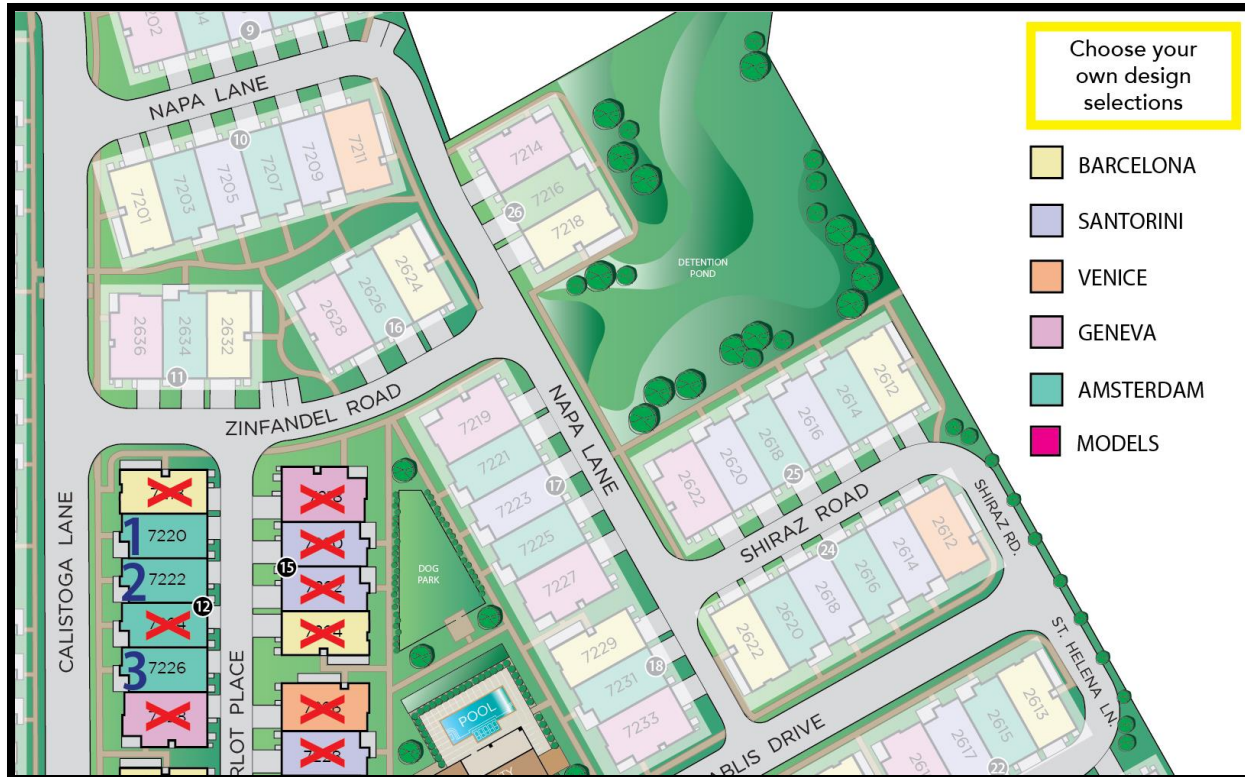 9
NAPA LANE
10
7201
7203
7205
7207
7209
7211
7214
7216
7218
26
DETENTION
POND
2636
2634
2632
11
2628
2626
2624
16
ZINFANDEL ROAD
NAPA LANE
CALISTOGA LANE
7219
7221
7223
7225
7227
17
7229
7231
7233
18
2622
2620
2618
2616
2614
2612
25
SHIRAZ ROAD
SHIRAZ RD.
24
2622
2620
2618
2616
2614
2612
ST. HELENA LN.
1
7220
2
7222
12
3
7226
15
DOG
PARK
POOL
ABLIS DRIVE
RLOT PLACE
2617
2615
2613
22
Choose your
own design
selections
BARCELONA
SANTORINI
VENICE
GENEVA
AMSTERDAM
MODELS